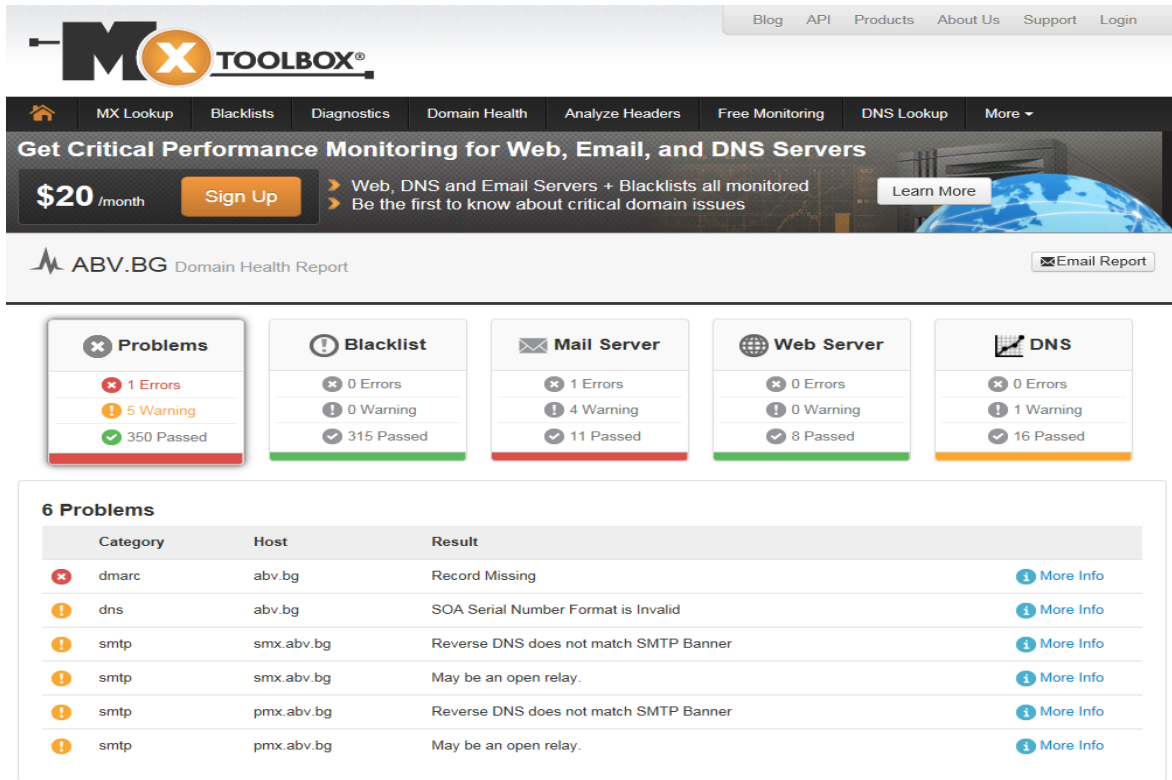 Blog API Products About Us Support Login
MX TOOLBOX®
MX Lookup Blacklists Diagnostics Domain Health Analyze Headers Free Monitoring DNS Lookup More
Get Critical Performance Monitoring for Web, Email, and DNS Servers
$20 /month Sign Up
Web, DNS and Email Servers + Blacklists all monitored
Be the first to know about critical domain issues
Learn More
ABV.BG Domain Health Report
Email Report
Problems
1 Errors
5 Warning
350 Passed
Blacklist
0 Errors
0 Warning
315 Passed
Mail Server
1 Errors
4 Warning
11 Passed
Web Server
0 Errors
0 Warning
8 Passed
DNS
0 Errors
1 Warning
16 Passed
6 Problems
Category Host Result
dmarc abv.bg Record Missing More Info
dns abv.bg SOA Serial Number Format is Invalid More Info
smtp smx.abv.bg Reverse DNS does not match SMTP Banner More Info
smtp smx.abv.bg May be an open relay. More Info
smtp pmx.abv.bg Reverse DNS does not match SMTP Banner More Info
smtp pmx.abv.bg May be an open relay. More Info